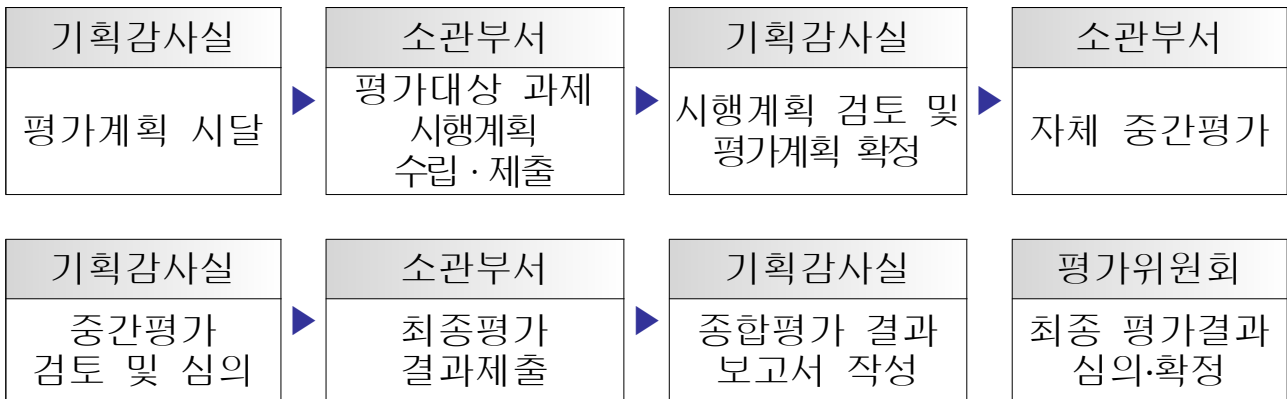 기획감사실
평가계획 시달
소관부서
평가대상 과제
시행계획
수립·제출
기획감사실
시행계획 검토 및
평가계획 확정
소관부서
자체 중간평가
기획감사실
중간평가
검토 및 심의
소관부서
최종평가
결과제출
기획감사실
종합평가 결과
보고서 작성
평가위원회
최종 평가결과
심의·확정